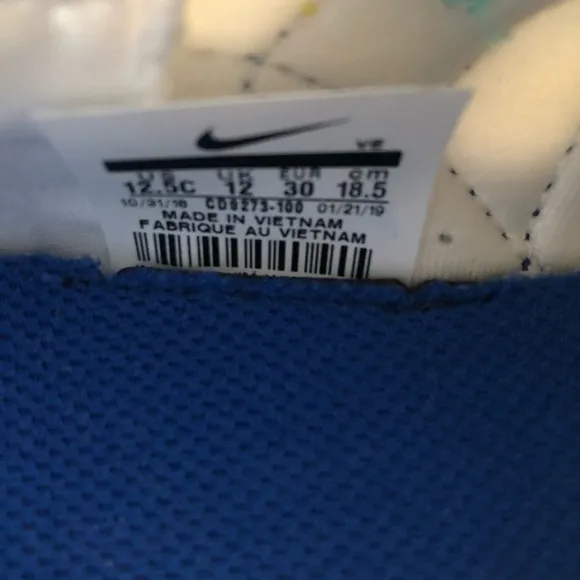 VE
US UK EUR cm
12.5C 12 30 18.5
10/31/18 CD9273-100 01/21/19
MADE IN VIETNAM
FABRIQUE AU VIETNAM